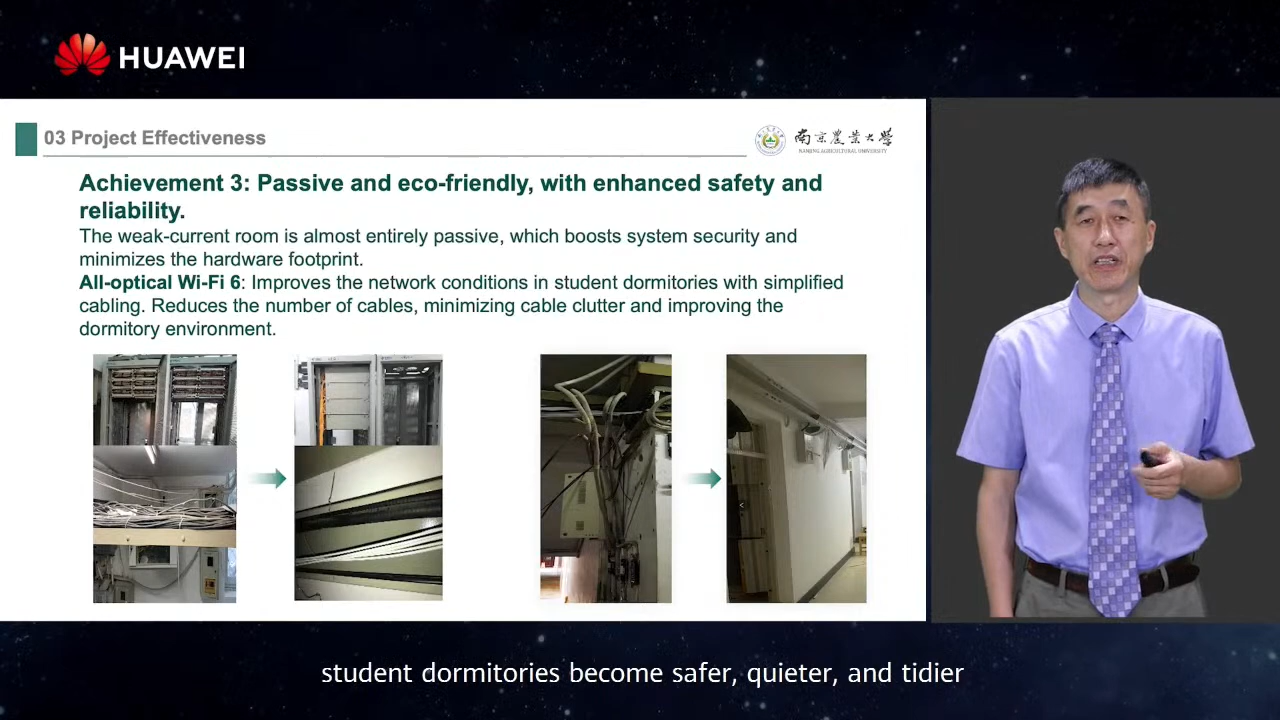 HUAWEI
03 Project Effectiveness
南京农业大学
NANJING AGRICULTURAL UNIVERSITY
Achievement 3: Passive and eco-friendly, with enhanced safety and
reliability.
The weak-current room is almost entirely passive, which boosts system security and
minimizes the hardware footprint.
All-optical Wi-Fi 6: Improves the network conditions in student dormitories with simplified
cabling. Reduces the number of cables, minimizing cable clutter and improving the
dormitory environment.
student dormitories become safer, quieter, and tidier